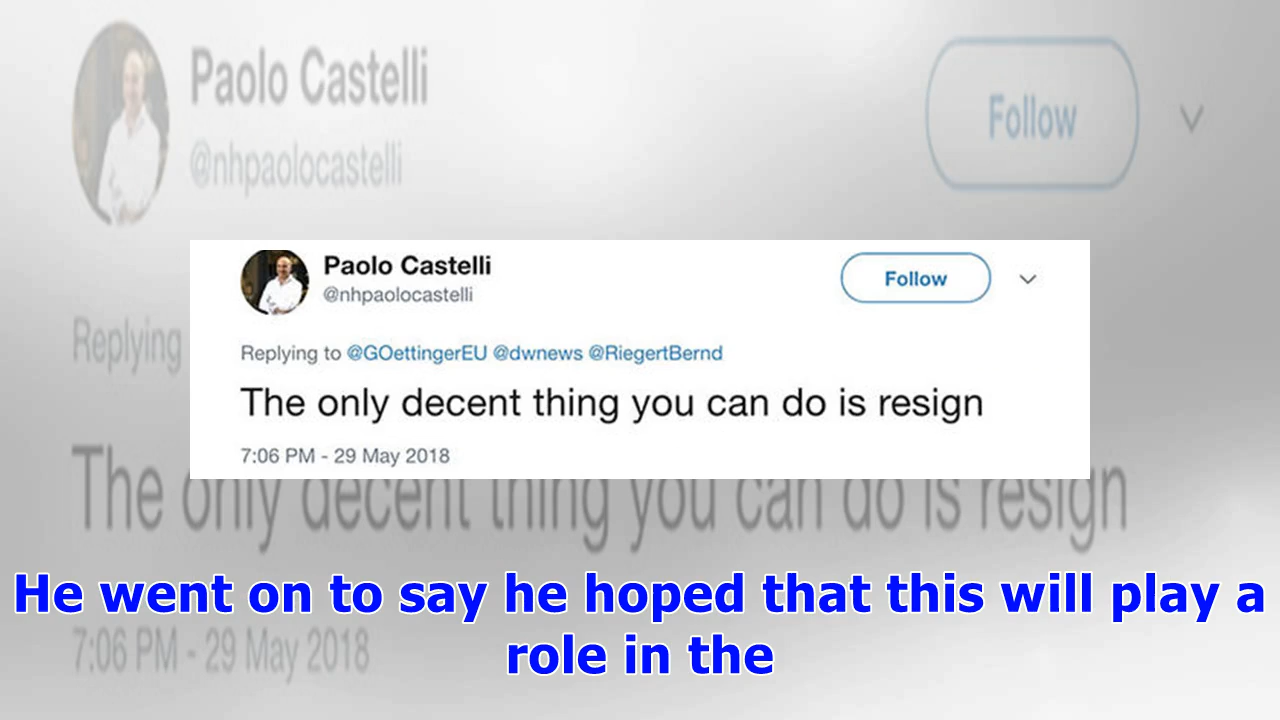 Paolo Castelli
@nhpaolocastelli
Follow
Replying
The only decent thing you can do is resign
7:06 PM - 29 May 2018
Paolo Castelli
@nhpaolocastelli
Follow
Replying to @GOettingerEU @dwnews @RiegertBernd
The only decent thing you can do is resign
7:06 PM - 29 May 2018
He went on to say he hoped that this will play a
role in the